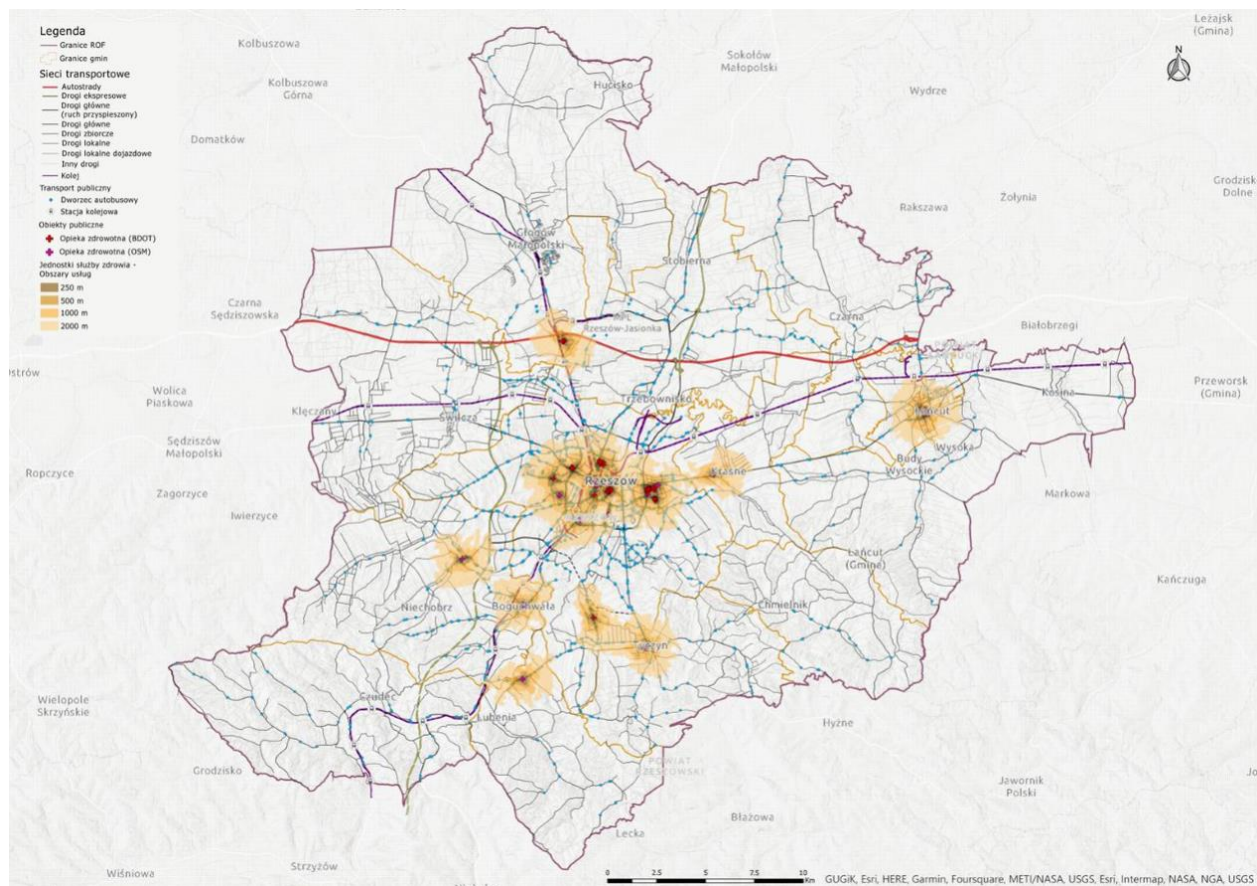 Legenda
Granice ROF
Granice gmin
Sieci transportowe
Autostrady
Drogi ekspresowe
Drogi główne
(ruch przyspieszony)
Drogi główne
Drogi zbiorcze
Drogi lokalne
Drogi lokalne dojazdowe
Inny drogi
Kolej
Transport publiczny
Dworzec autobusowy
Stacja kolejowa
Obiekty publiczne
Opieka zdrowotna (BDOT)
Opieka zdrowotna (OSM)
Jednostki służby zdrowia -
Obszary usług
250 m
500 m
1000 m
2000 m
N
Leżajsk
(Gmina)
Kolbuszowa
Sokołów
Małopolski
Kolbuszowa
Górna
Hucisko
Wydrze
Domatków
Grodzisk
Dolne
Żołynia
Rakszawa
Głogów
Małopolski
Stobierna
Czarna
Sędziszowska
Czarna
Białobrzegi
Rzeszów-Jasionka
Wolica
Piaskowa
Trzebownisko
Kosina
Przeworsk
(Gmina)
Klęczany
Świlcza
Łańcut
Sędziszów
Małopolski
Wysoka
Budy
Wysockie
Ropczyce
Krasne
Rzeszów
Zagorzyce
Markowa
Iwierzyce
Łańcut
(Gmina)
Kańczuga
Niechobrz
Boguchwała
Chmielnik
Wielopole
Skrzyńskie
Czudec
Lubenia
Hyżne
Grodzisko
POWIAT
RZESZOWSKI
Jawornik
Polski
Błażowa
Lecka
Strzyżów
Wiśniowa
0 2.5 5 7.5 10
Km
GUGiK, Esri, HERE, Garmin, Foursquare, METI/NASA, USGS, Esri, Intermap, NASA, NGA, USGS